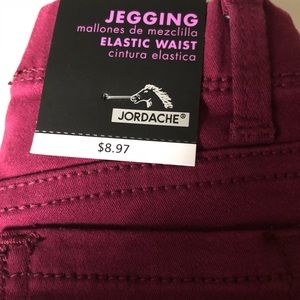 JEGGING
mallones de mezclilla
ELASTIC WAIST
cintura elastica
JORDACHE®
$8.97